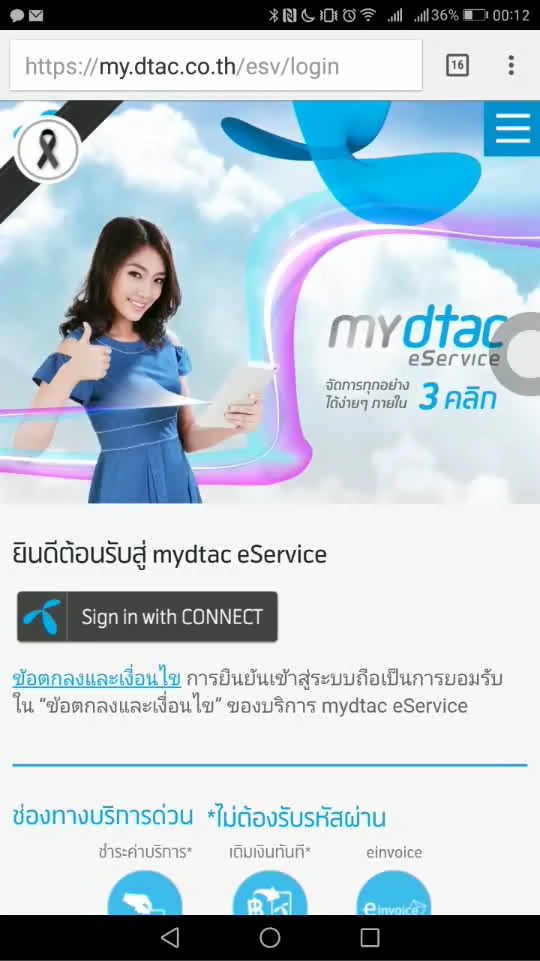 36% 00:12
https://my.dtac.co.th/esv/login
16
mydtac
eService
จัดการทุกอย่าง
ได้ง่ายๆ ภายใน 3 คลิก
ยินดีต้อนรับสู่ mydtac eService
Sign in with CONNECT
ข้อตกลงและเงื่อนไข การยืนยันเข้าสู่ระบบถือเป็นการยอมรับ
ใน “ข้อตกลงและเงื่อนไข” ของบริการ mydtac eService
ช่องทางบริการด่วน *ไม่ต้องรับรหัสผ่าน
ชำระค่าบริการ* เติมเงินทันที* einvoice
฿
einvoice